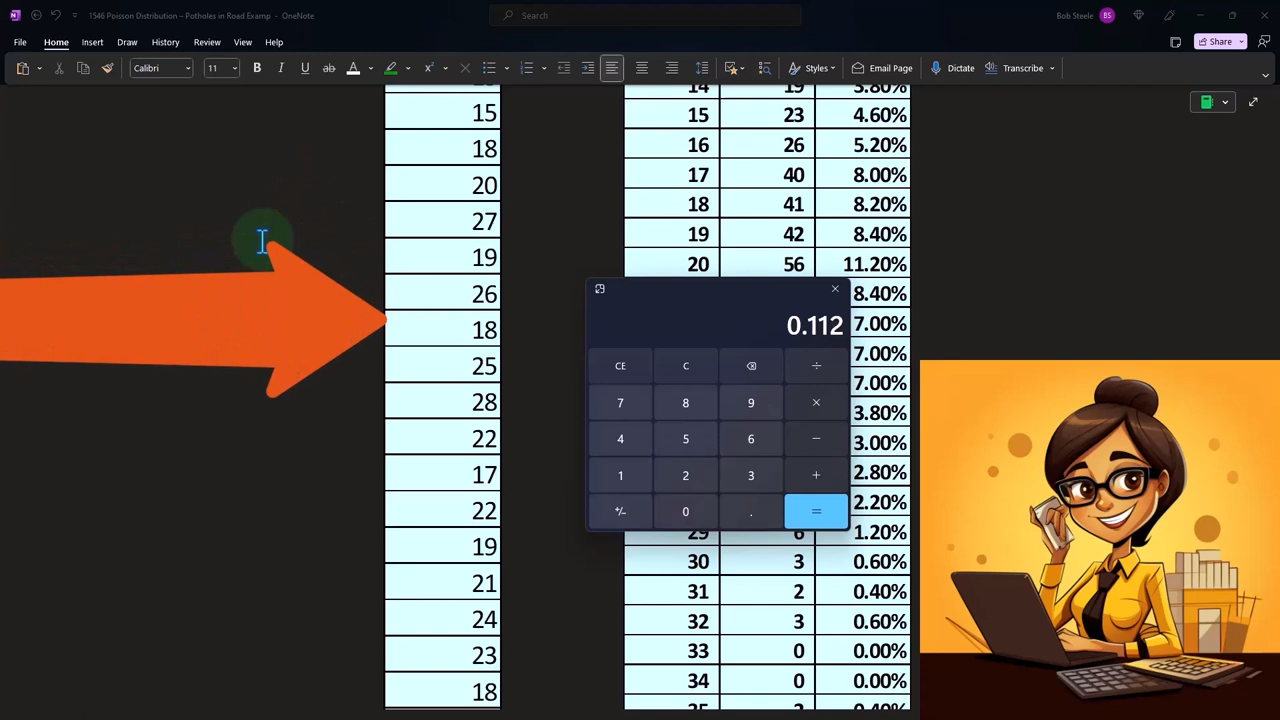 1546 Poisson Distribution – Potholes in Road Examp - OneNote
Search
Bob Steele BS
File Home Insert Draw History Review View Help
Share
Calibri 11 B I U ab A Styles Email Page Dictate Transcribe
15
18
20
27
19
26
18
25
28
22
17
22
19
21
24
23
18
14 19 3.80%
15 23 4.60%
16 26 5.20%
17 40 8.00%
18 41 8.20%
19 42 8.40%
20 56 11.20%
8.40%
7.00%
7.00%
7.00%
3.80%
3.00%
2.80%
2.20%
29 6 1.20%
30 3 0.60%
31 2 0.40%
32 3 0.60%
33 0 0.00%
34 0 0.00%
0.112
CE C ÷
7 8 9 ×
4 5 6 −
1 2 3 +
+/− 0 . =